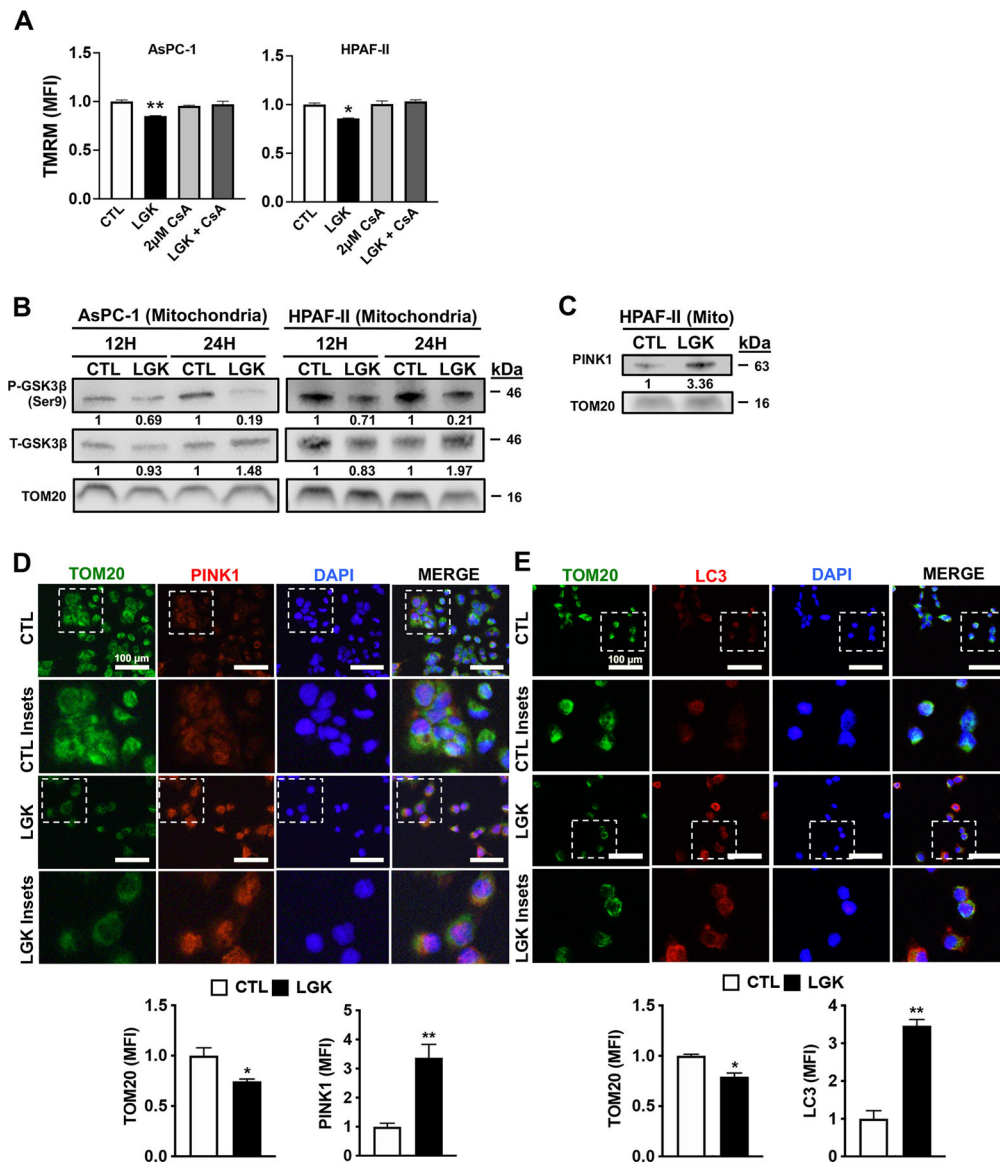 A
AsPC-1
HPAF-II
TMRM (MFI)
1.5
1.0
0.5
0.0
**
CTL
LGK
2µM CsA
LGK + CsA
1.5
1.0
0.5
0.0
*
CTL
LGK
2µM CsA
LGK + CsA
B
AsPC-1 (Mitochondria)
HPAF-II (Mitochondria)
12H 24H 12H 24H
CTL LGK CTL LGK CTL LGK CTL LGK kDa
P-GSK3β
(Ser9)
46
1 0.69 1 0.19 1 0.71 1 0.21
T-GSK3β
46
1 0.93 1 1.48 1 0.83 1 1.97
TOM20
16
C
HPAF-II (Mito)
CTL LGK kDa
PINK1
63
1 3.36
TOM20
16
D
TOM20 PINK1 DAPI MERGE
CTL
100 µm
CTL Insets
LGK
LGK Insets
CTL LGK
TOM20 (MFI)
1.5
1.0
0.5
0.0
*
PINK1 (MFI)
5
4
3
2
1
0
**
E
TOM20 LC3 DAPI MERGE
CTL
100 µm
CTL Insets
LGK
LGK Insets
CTL LGK
TOM20 (MFI)
1.5
1.0
0.5
0.0
*
LC3 (MFI)
4
3
2
1
0
**